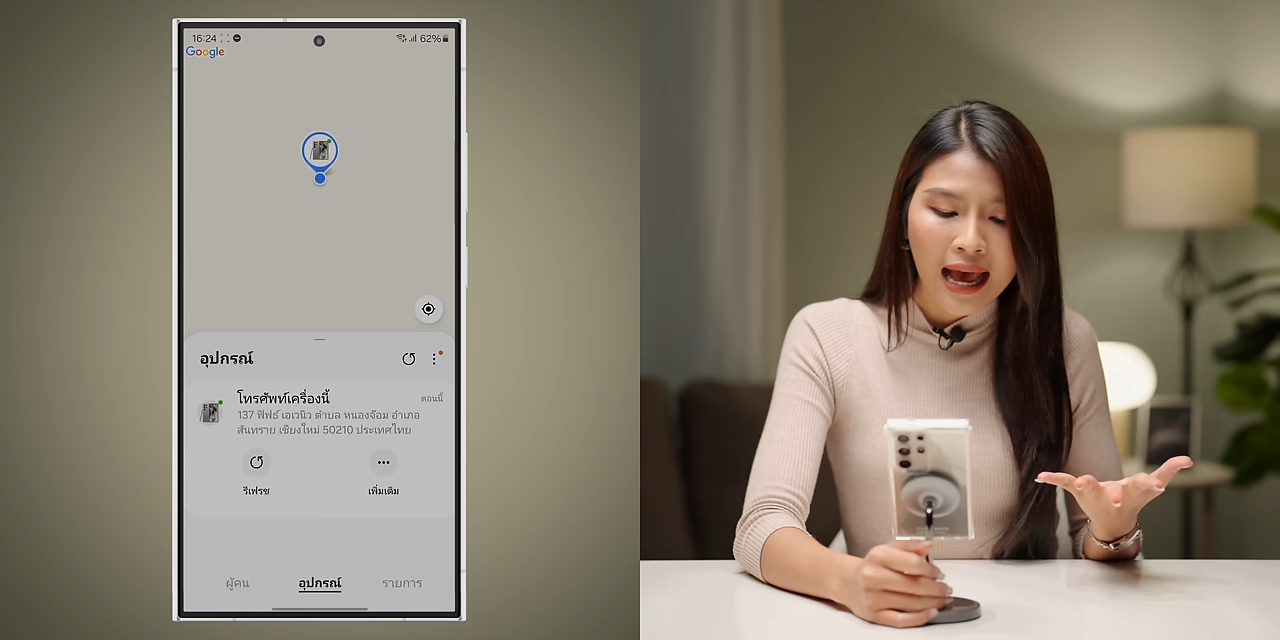 16:24
62%
Google
อุปกรณ์
โทรศัพท์เครื่องนี้
ตอนนี้
137 ฟิฟธ์ เอเวนิว ตำบล หนองจ๊อม อำเภอ
สันทราย เชียงใหม่ 50210 ประเทศไทย
รีเฟรช
เพิ่มเติม
ผู้คน
อุปกรณ์
รายการ